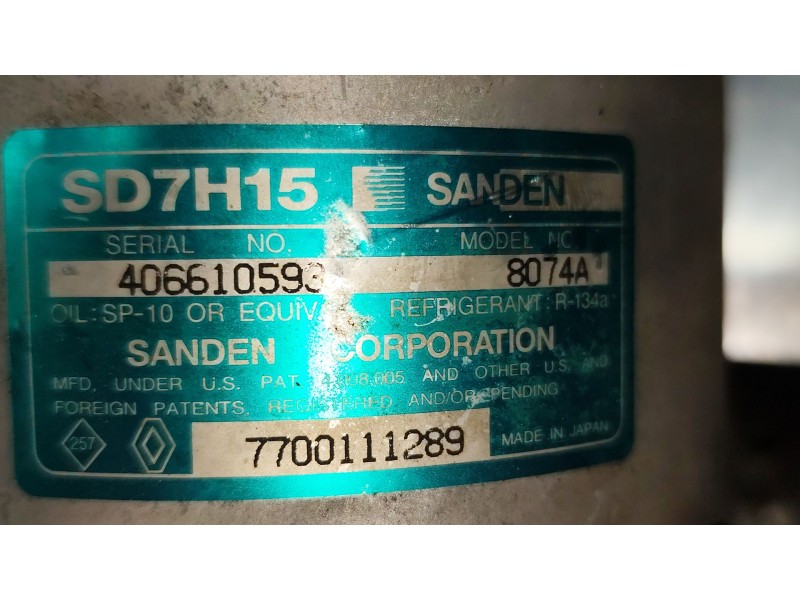 SD7H15 SANDEN
SERIAL NO. MODEL NO
406610593 8074A
OIL: SP-10 OR EQUIV. REFRIGERANT: R-134a
SANDEN CORPORATION
MFD, UNDER U.S. PAT. AND OTHER U.S. AND
FOREIGN PATENTS, REGISTERED AND/OR PENDING
257 7700111289 MADE IN JAPAN